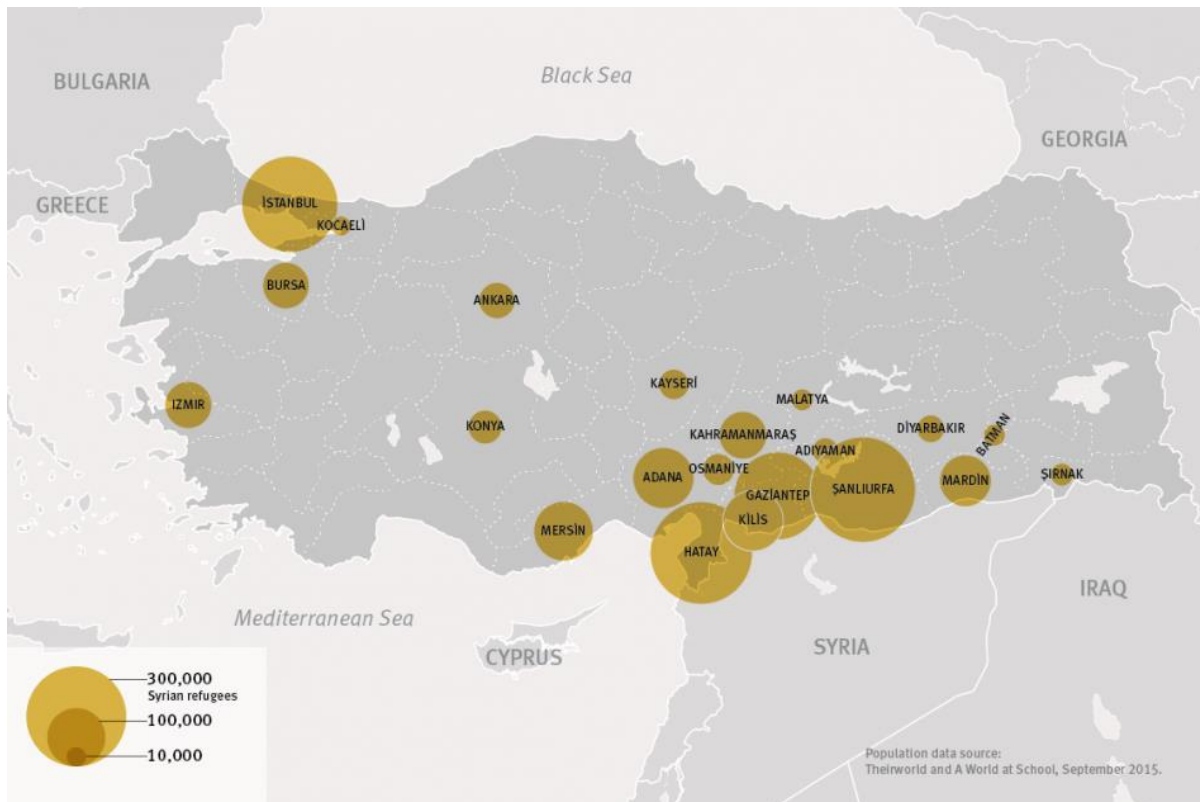 BULGARIA
Black Sea
GEORGIA
GREECE
İSTANBUL
KOCAELİ
BURSA
ANKARA
IZMIR
KAYSERİ
MALATYA
KONYA
KAHRAMANMARAŞ
DİYARBAKIR
BATMAN
ADIYAMAN
OSMANİYE
ADANA
GAZİANTEP
ŞANLIURFA
MARDİN
ŞIRNAK
KİLİS
MERSİN
HATAY
IRAQ
Mediterranean Sea
CYPRUS
SYRIA
300,000
Syrian refugees
100,000
10,000
Population data source:
Theirworld and A World at School, September 2015.